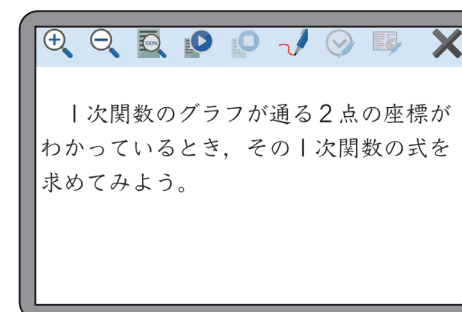 100%
1次関数のグラフが通る2点の座標が
わかっているとき，その1次関数の式を
求めてみよう。